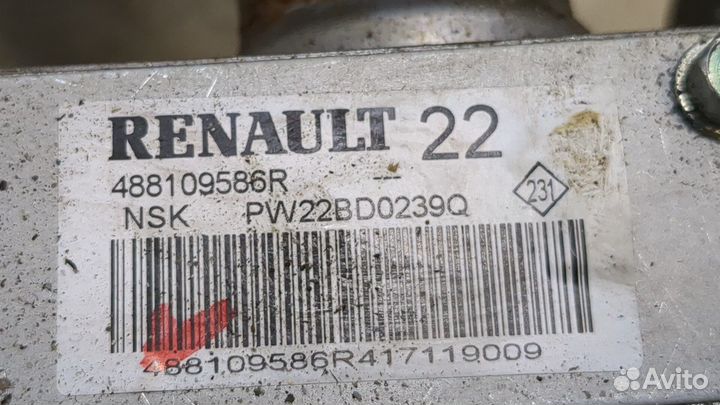 RENAULT 22
488109586R -
NSK PW22BD0239Q
231
488109586R417119009
Avito